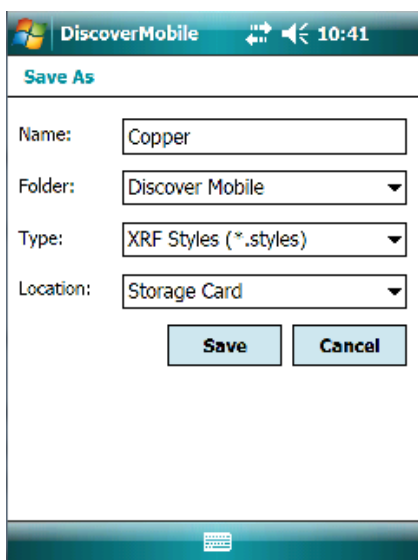 DiscoverMobile 10:41
Save As
Name: Copper
Folder: Discover Mobile
Type: XRF Styles (*.styles)
Location: Storage Card
Save Cancel